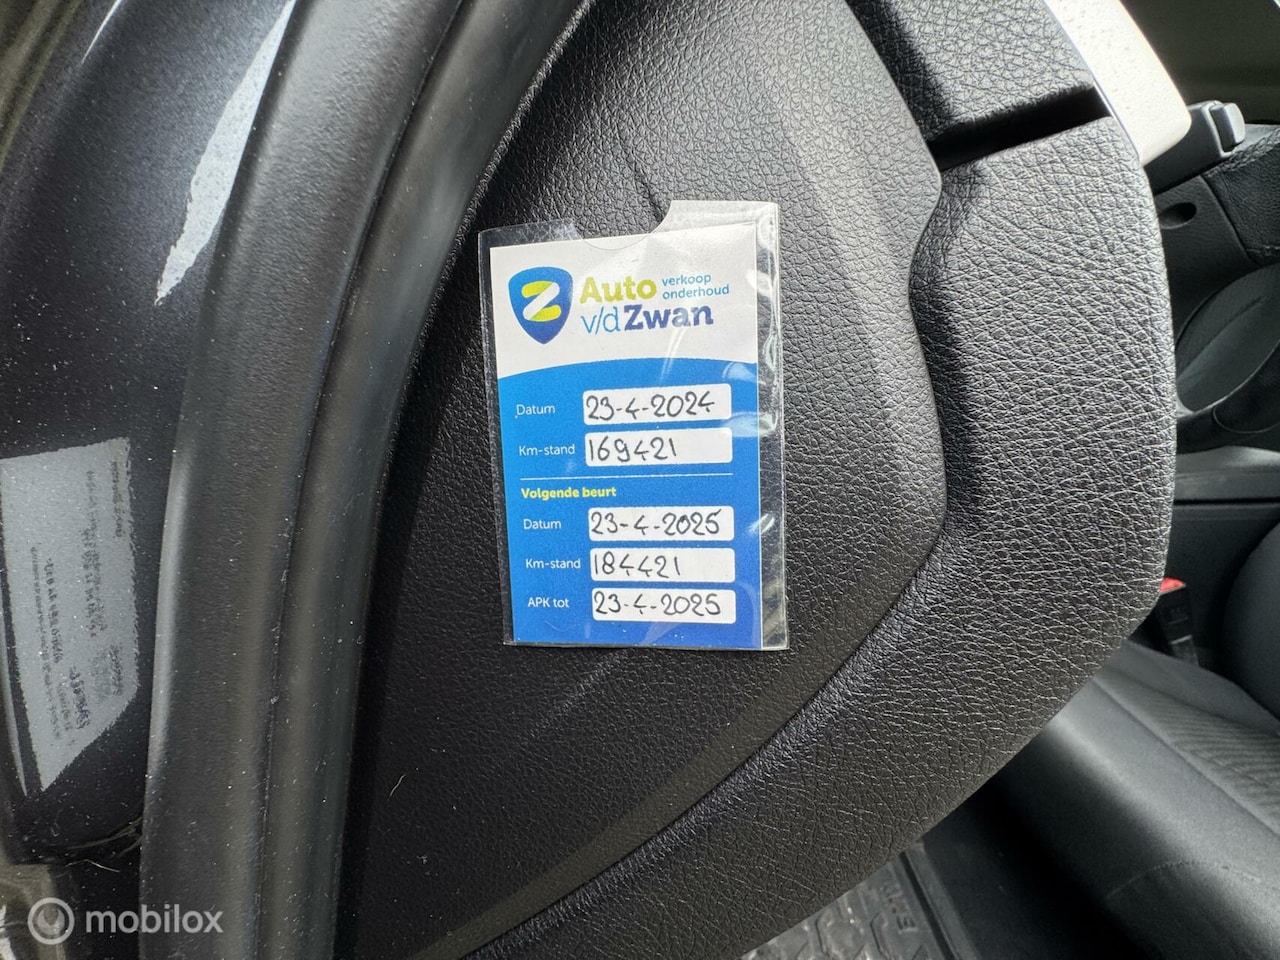 Z Auto verkoop
onderhoud
v/d Zwan
Datum 23-4-2024
Km-stand 169421
Volgende beurt
Datum 23-4-2025
Km-stand 184421
APK tot 23-4-2025
mobilox